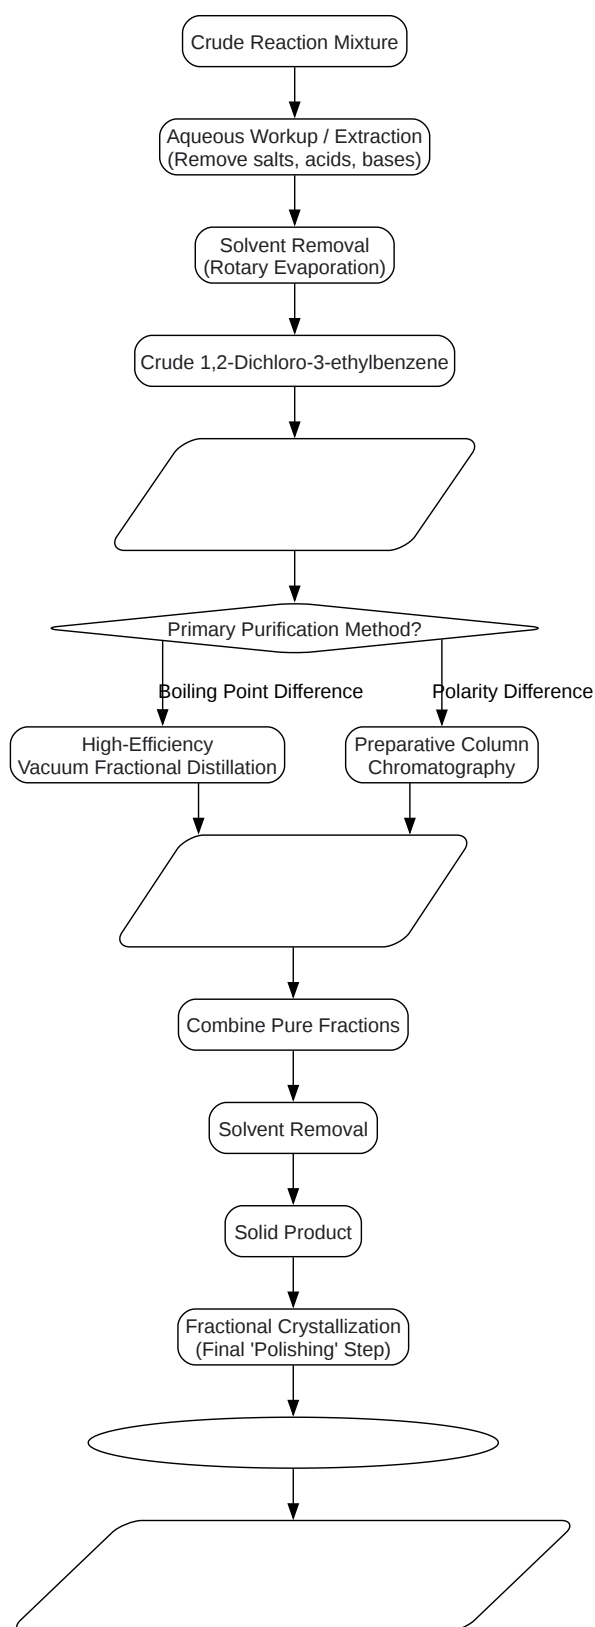 Crude Reaction Mixture
Aqueous Workup / Extraction
(Remove salts, acids, bases)
Solvent Removal
(Rotary Evaporation)
Crude 1,2-Dichloro-3-ethylbenzene
Primary Purification Method?
Boiling Point Difference
Polarity Difference
High-Efficiency
Vacuum Fractional Distillation
Preparative Column
Chromatography
Combine Pure Fractions
Solvent Removal
Solid Product
Fractional Crystallization
(Final 'Polishing' Step)